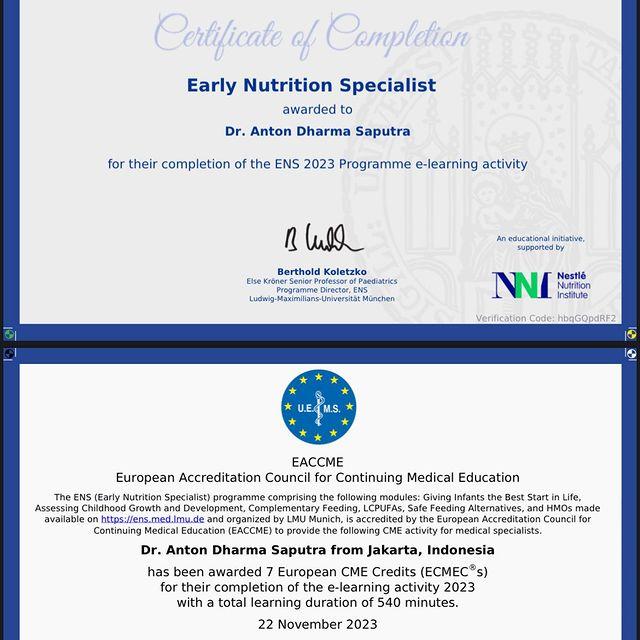 Certificate of Completion
Early Nutrition Specialist
awarded to
Dr. Anton Dharma Saputra
for their completion of the ENS 2023 Programme e-learning activity
Berthold Koletzko
Else Kröner Senior Professor of Paediatrics
Programme Director, ENS
Ludwig-Maximilians-Universität München
An educational initiative,
supported by
NNI Nestlé
Nutrition
Institute
Verification Code: hbqGQpdRF2
U.E.M.S.
EACCME
European Accreditation Council for Continuing Medical Education
The ENS (Early Nutrition Specialist) programme comprising the following modules: Giving Infants the Best Start in Life,
Assessing Childhood Growth and Development, Complementary Feeding, LCPUFAs, Safe Feeding Alternatives, and HMOs made
available on https://ens.med.lmu.de and organized by LMU Munich, is accredited by the European Accreditation Council for
Continuing Medical Education (EACCME) to provide the following CME activity for medical specialists.
Dr. Anton Dharma Saputra from Jakarta, Indonesia
has been awarded 7 European CME Credits (ECMEC®s)
for their completion of the e-learning activity 2023
with a total learning duration of 540 minutes.
22 November 2023